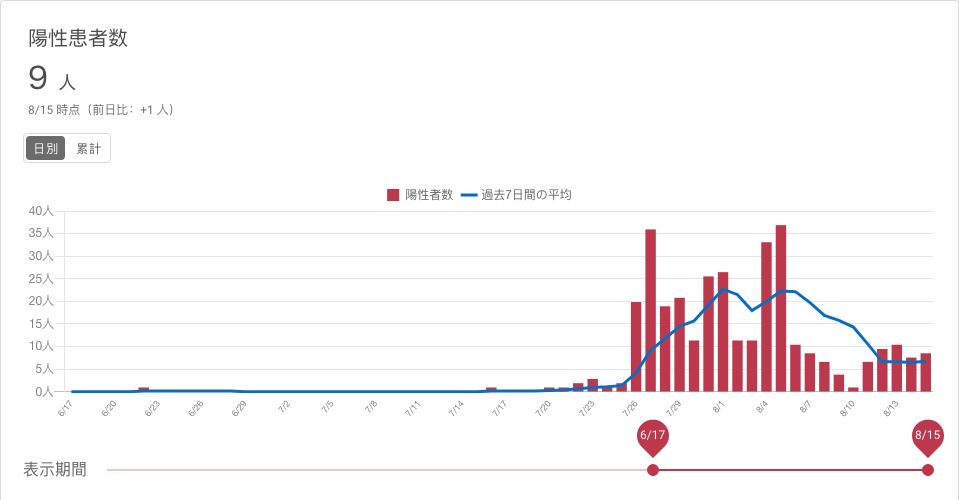 陽性患者数
9 人
8/15 時点（前日比：+1 人）
日別 累計
陽性者数 過去7日間の平均
40人
35人
30人
25人
20人
15人
10人
5人
0人
6/17 6/20 6/23 6/26 6/29 7/2 7/5 7/8 7/11 7/14 7/17 7/20 7/23 7/26 7/29 8/1 8/4 8/7 8/10 8/13
6/17 8/15
表示期間